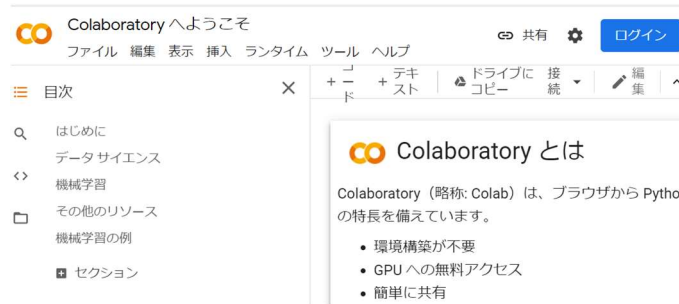 Colaboratory へようこそ
ファイル 編集 表示 挿入 ランタイム ツール ヘルプ
共有
ログイン
目次
はじめに
データ サイエンス
機械学習
その他のリソース
機械学習の例
セクション
+ コード
+ テキスト
ドライブにコピー
接続
編集
Colaboratory とは
Colaboratory（略称: Colab）は、ブラウザから Pytho
の特長を備えています。
• 環境構築が不要
• GPU への無料アクセス
• 簡単に共有